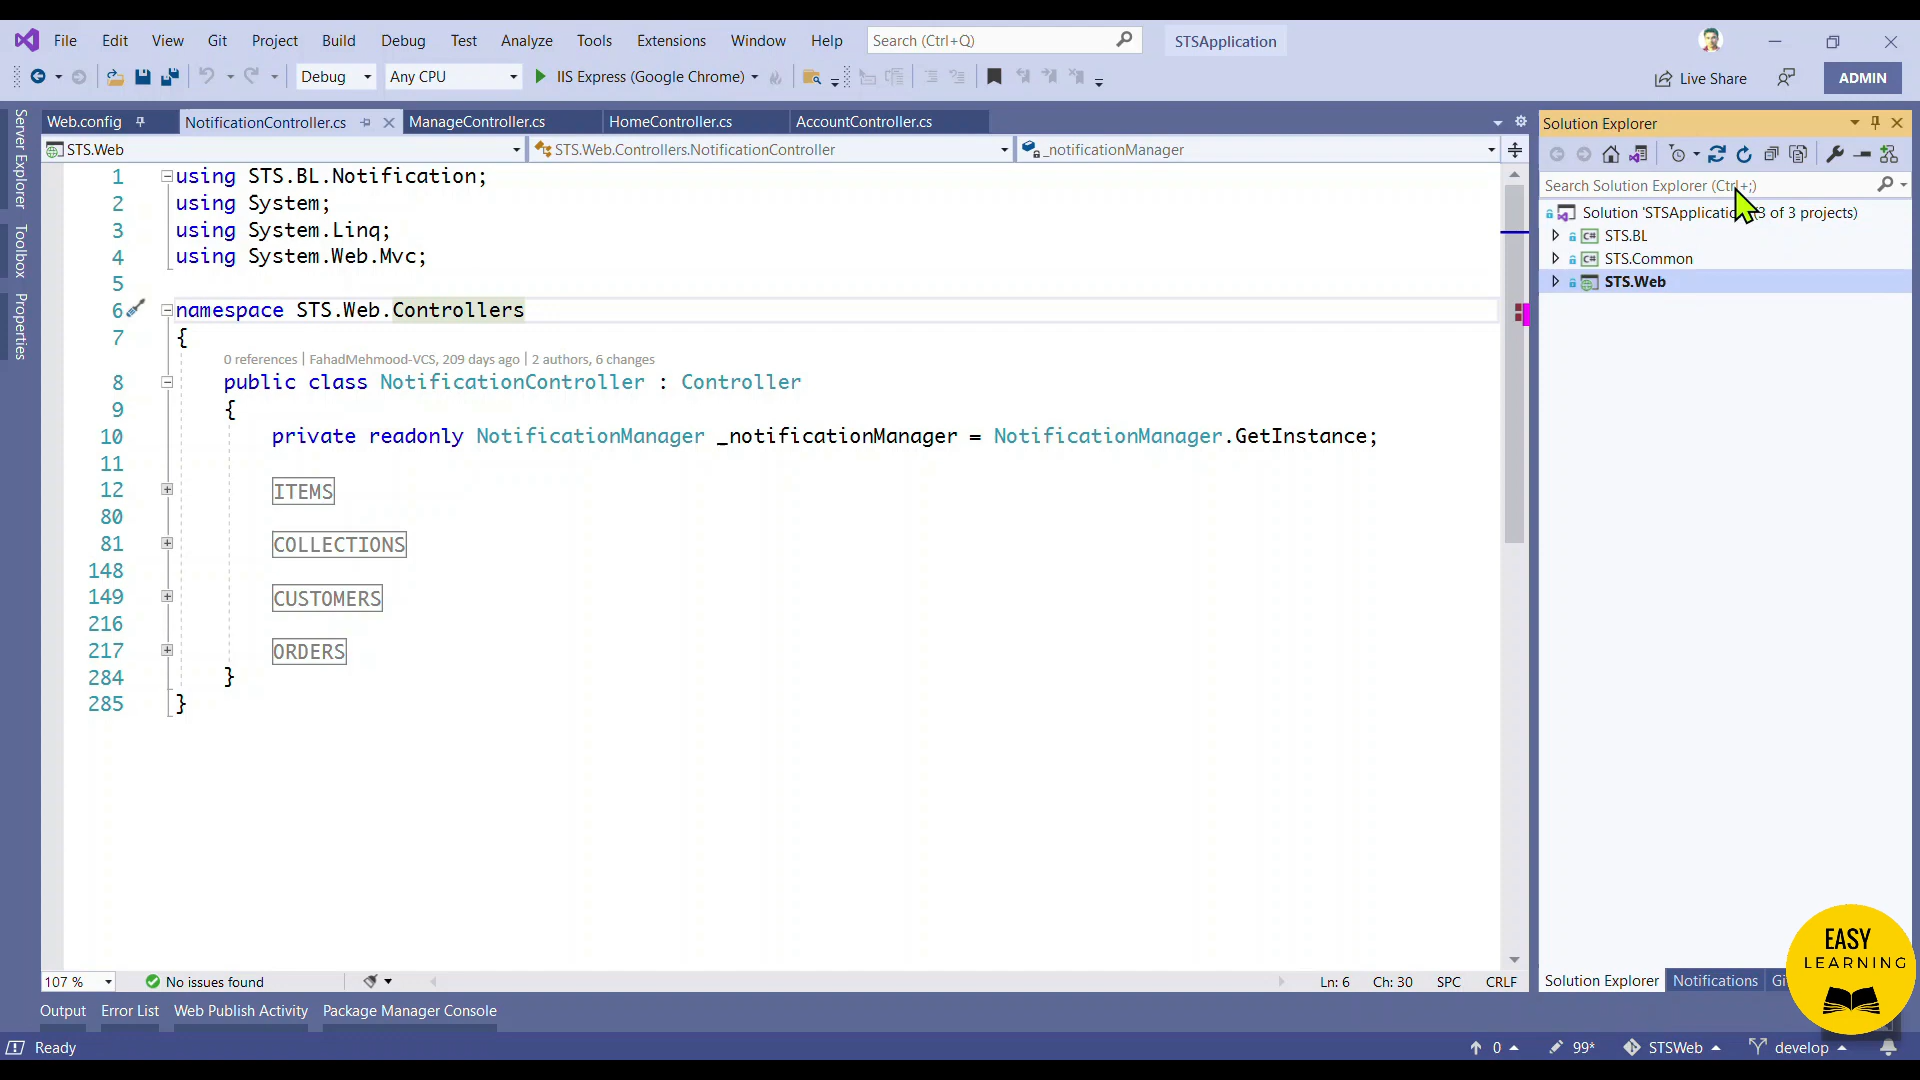 File Edit View Git Project Build Debug Test Analyze Tools Extensions Window Help Search (Ctrl+Q) STSApplication
Debug Any CPU IIS Express (Google Chrome) Live Share ADMIN
Server Explorer
Toolbox
Properties
Web.config NotificationController.cs ManageController.cs HomeController.cs AccountController.cs
STS.Web STS.Web.Controllers.NotificationController _notificationManager
1 using STS.BL.Notification;
2 using System;
3 using System.Linq;
4 using System.Web.Mvc;
5
6 namespace STS.Web.Controllers
7 {
0 references | FahadMehmood-VCS, 209 days ago | 2 authors, 6 changes
8 public class NotificationController : Controller
9 {
10 private readonly NotificationManager _notificationManager = NotificationManager.GetInstance;
11
12 ITEMS
80
81 COLLECTIONS
148
149 CUSTOMERS
216
217 ORDERS
284 }
285 }
107 % No issues found Ln: 6 Ch: 30 SPC CRLF
Solution Explorer
Search Solution Explorer (Ctrl+;)
Solution 'STSApplication (3 of 3 projects)
C# STS.BL
C# STS.Common
STS.Web
Solution Explorer Notifications
EASY
LEARNING
Output Error List Web Publish Activity Package Manager Console
Ready 0 99* STSWeb develop